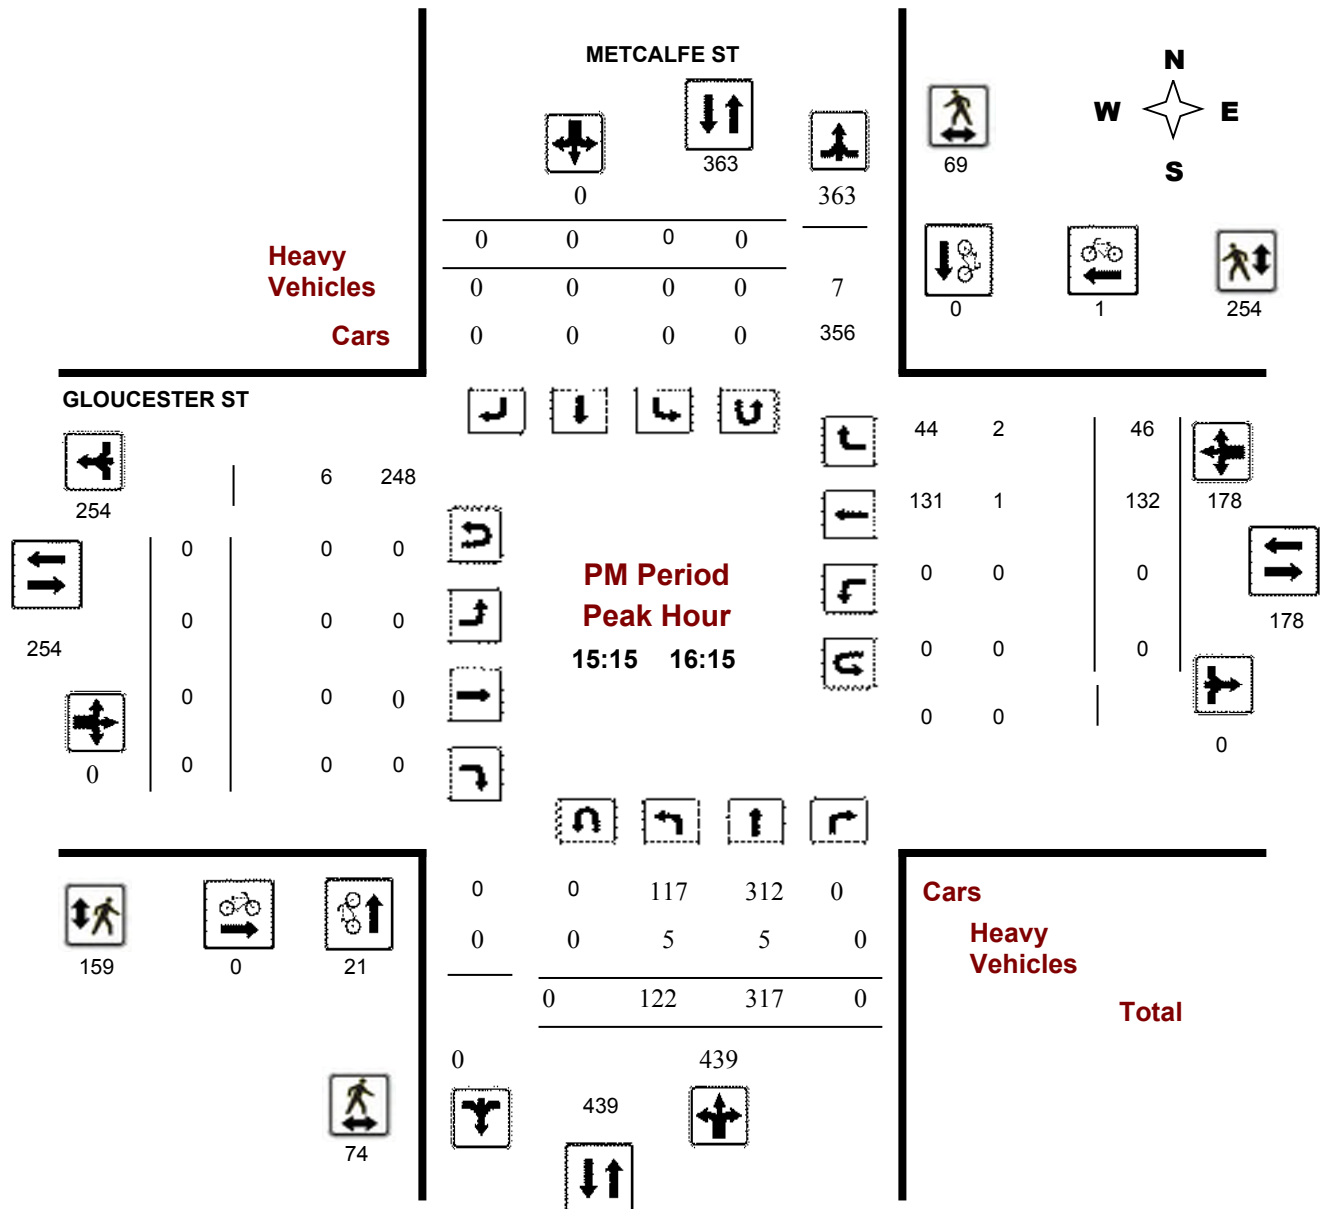 METCALFE ST
N
W E
S
363
69
0 363
0 0 0 0
Heavy
Vehicles 0 0 0 0 7
Cars 0 0 0 0 356
0 1 254
GLOUCESTER ST
44 2 46
6 248
254
131 1 132 178
0 0 0
PM Period
0 0 0
Peak Hour
0 0 0
178
254
15:15 16:15
0 0 0
0 0 0
0 0
0
0 0 0
0
0 0 117 312 0 Cars
0 0 5 5 0 Heavy
Vehicles
159 0 21
0 122 317 0
Total
0 439
439
74